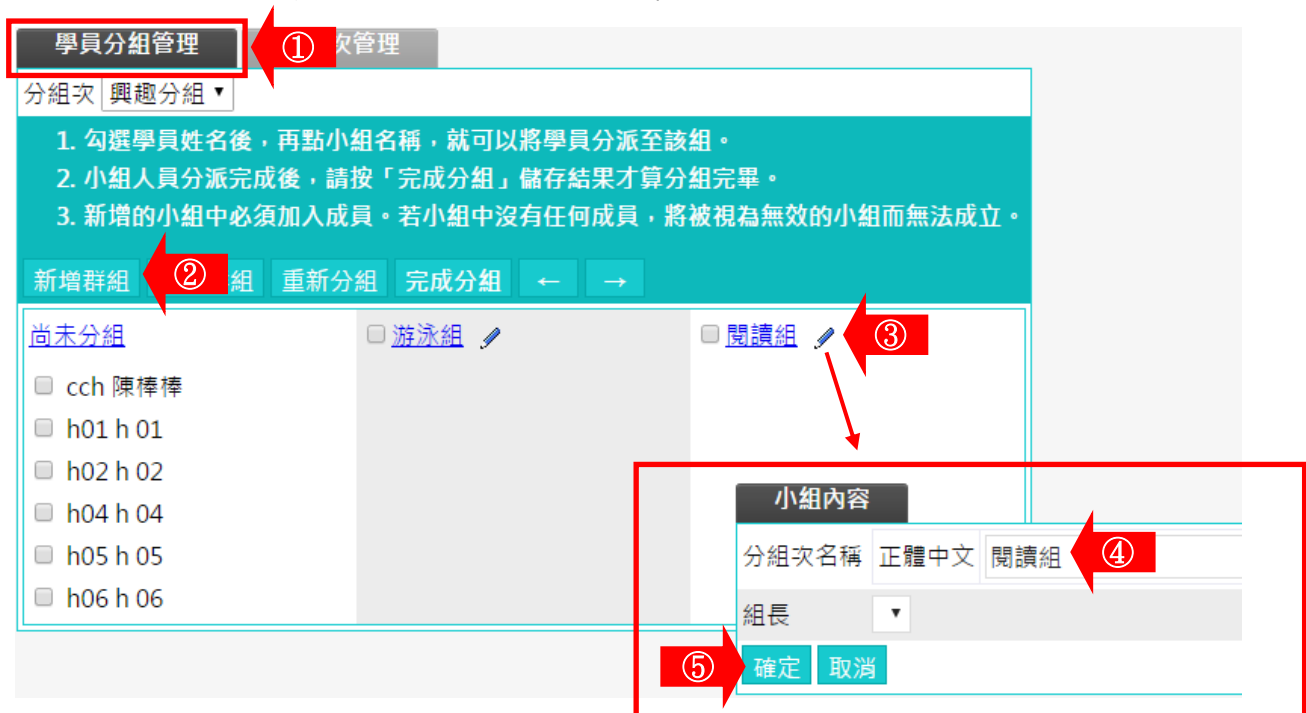 學員分組管理
①
次管理
分組次 興趣分組
1. 勾選學員姓名後，再點小組名稱，就可以將學員分派至該組。
2. 小組人員分派完成後，請按「完成分組」儲存結果才算分組完畢。
3. 新增的小組中必須加入成員。若小組中沒有任何成員，將被視為無效的小組而無法成立。
新增群組 ② 組 重新分組 完成分組 ← →
尚未分組 游泳組 閱讀組 ③
cch 陳棒棒
h01 h 01
h02 h 02
h04 h 04
h05 h 05
h06 h 06
小組內容
分組次名稱 正體中文 閱讀組 ④
組長
⑤ 確定 取消